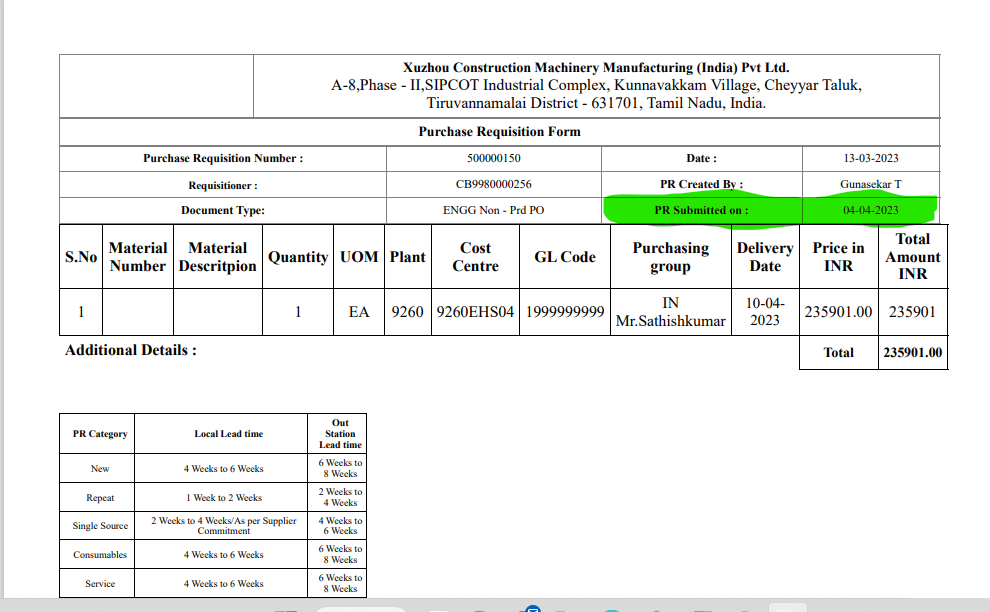 Xuzhou Construction Machinery Manufacturing (India) Pvt Ltd.
A-8,Phase - II,SIPCOT Industrial Complex, Kunnavakkam Village, Cheyyar Taluk,
Tiruvannamalai District - 631701, Tamil Nadu, India.
Purchase Requisition Form
Purchase Requisition Number : 500000150 Date : 13-03-2023
Requisitioner : CB9980000256 PR Created By : Gunasekar T
Document Type: ENGG Non - Prd PO PR Submitted on : 04-04-2023
S.No Material Number Material Descritpion Quantity UOM Plant Cost Centre GL Code Purchasing group Delivery Date Price in INR Total Amount INR
1 1 EA 9260 9260EHS04 1999999999 IN Mr.Sathishkumar 10-04-2023 235901.00 235901
Additional Details : Total 235901.00
PR Category Local Lead time Out Station Lead time
New 4 Weeks to 6 Weeks 6 Weeks to 8 Weeks
Repeat 1 Week to 2 Weeks 2 Weeks to 4 Weeks
Single Source 2 Weeks to 4 Weeks/As per Supplier Commitment 4 Weeks to 6 Weeks
Consumables 4 Weeks to 6 Weeks 6 Weeks to 8 Weeks
Service 4 Weeks to 6 Weeks 6 Weeks to 8 Weeks